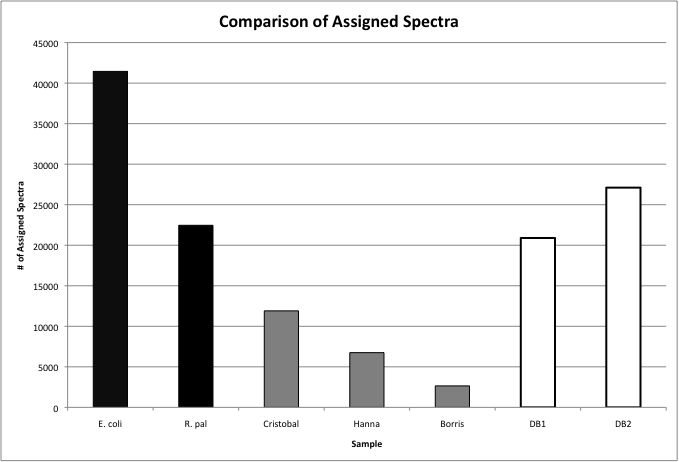 Comparison of Assigned Spectra
45000
40000
35000
30000
25000
20000
15000
10000
5000
0
# of Assigned Spectra
E. coli R. pal Cristobal Hanna Borris DB1 DB2
Sample